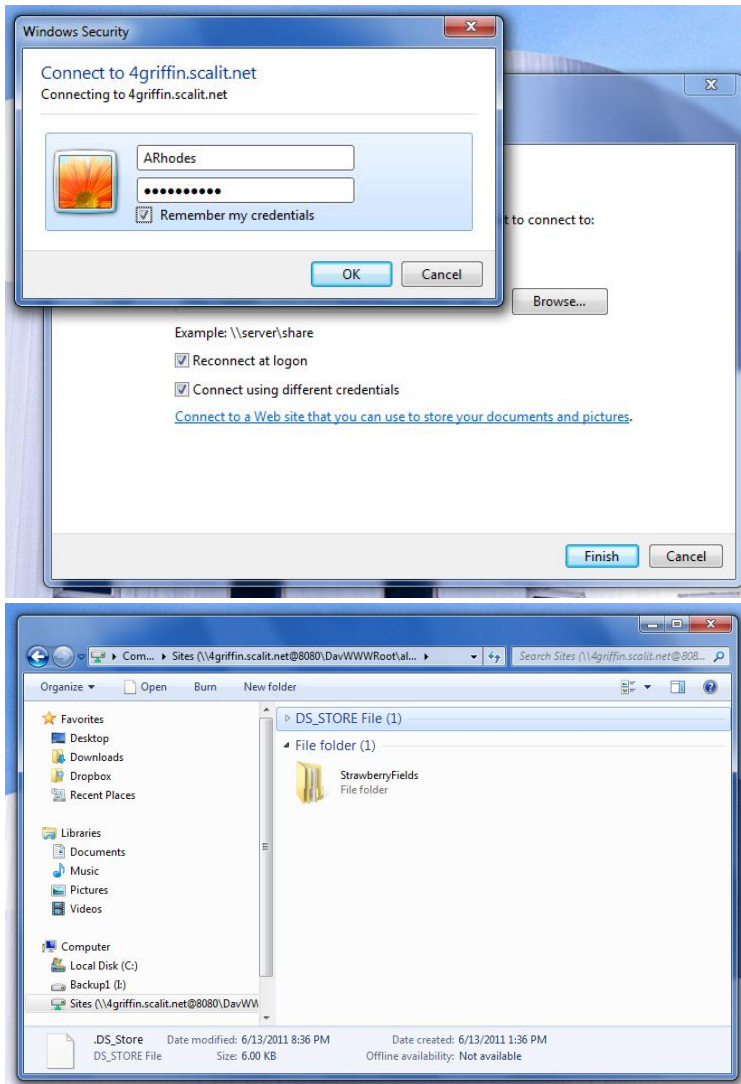 Windows Security
Connect to 4griffin.scalit.net
Connecting to 4griffin.scalit.net
ARhodes
••••••••••
Remember my credentials
OK
Cancel
t to connect to:
Browse...
Example: \\server\share
Reconnect at logon
Connect using different credentials
Connect to a Web site that you can use to store your documents and pictures.
Finish
Cancel
Com... Sites (\\4griffin.scalit.net@8080\DavWWWRoot\al...
Search Sites (\\4griffin.scalit.net@808...
Organize Open Burn New folder
Favorites
Desktop
Downloads
Dropbox
Recent Places
Libraries
Documents
Music
Pictures
Videos
Computer
Local Disk (C:)
Backup1 (I:)
Sites (\\4griffin.scalit.net@8080\DavWW
DS_STORE File (1)
File folder (1)
StrawberryFields
File folder
.DS_Store Date modified: 6/13/2011 8:36 PM Date created: 6/13/2011 1:36 PM
DS_STORE File Size: 6.00 KB Offline availability: Not available